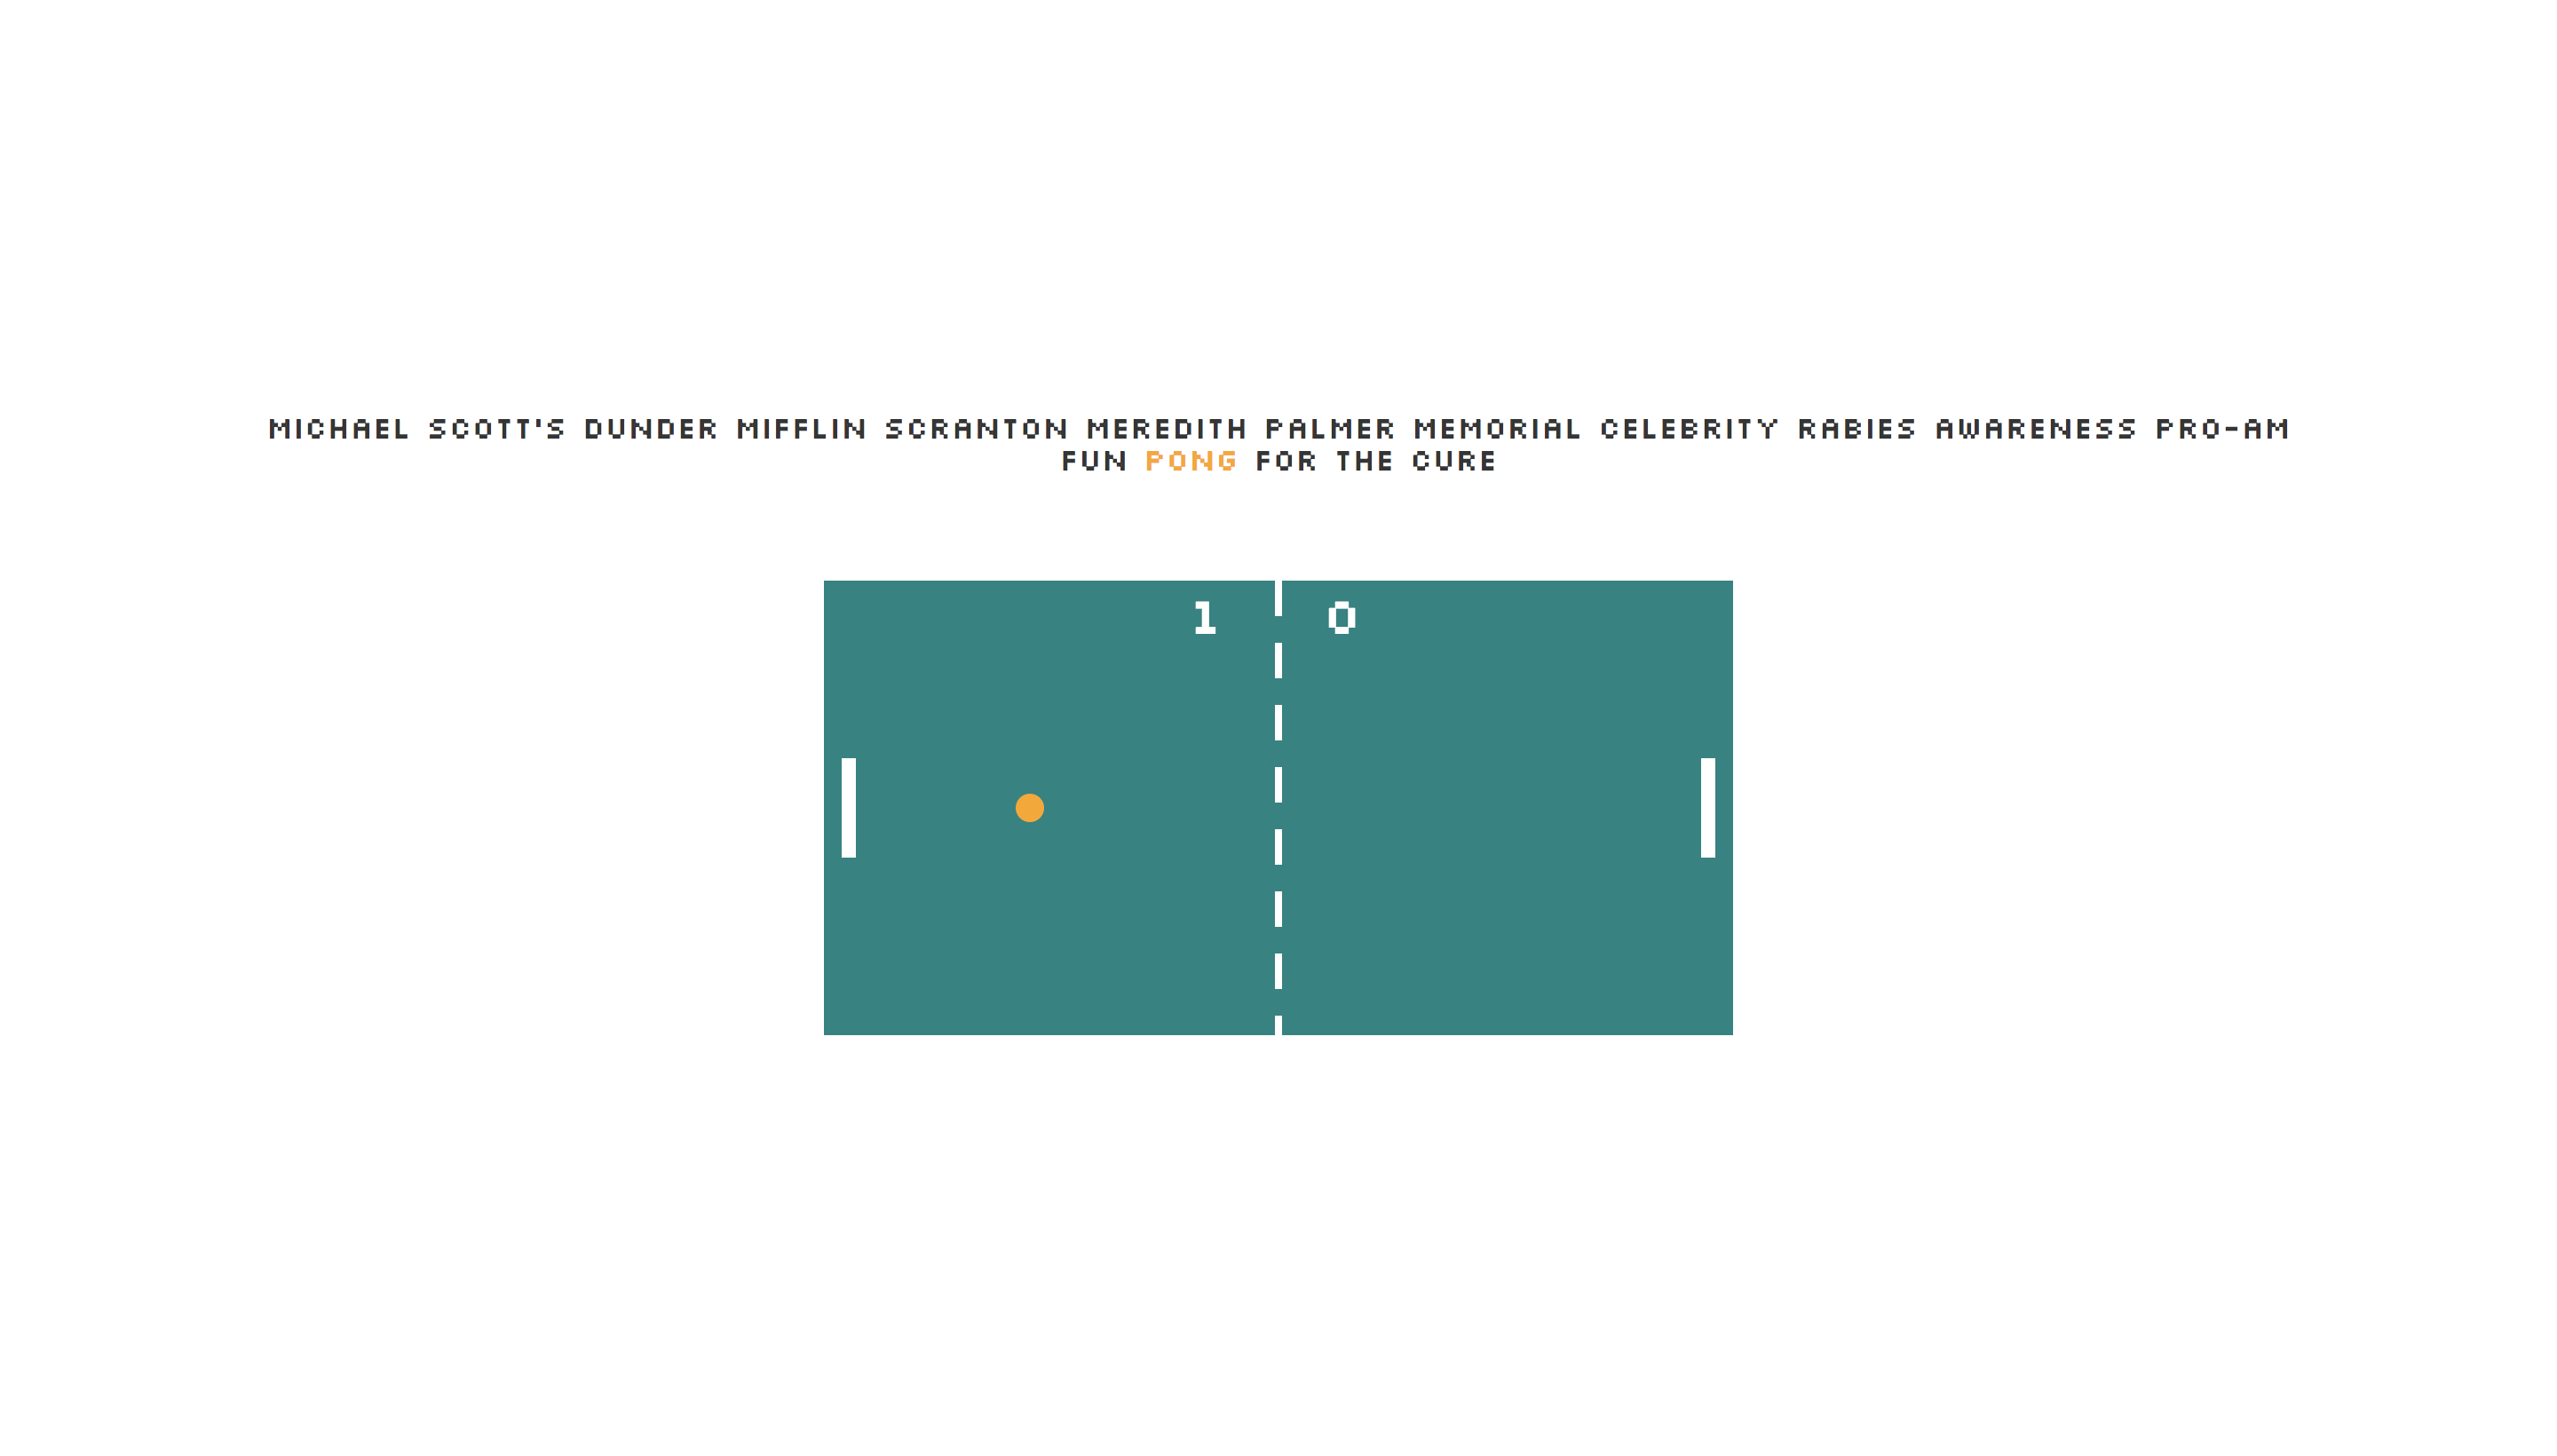 MICHAEL SCOTT'S DUNDER MIFFLIN SCRANTON MEREDITH PALMER MEMORIAL CELEBRITY RABIES AWARENESS PRO-AM
FUN PONG FOR THE CURE
1 0